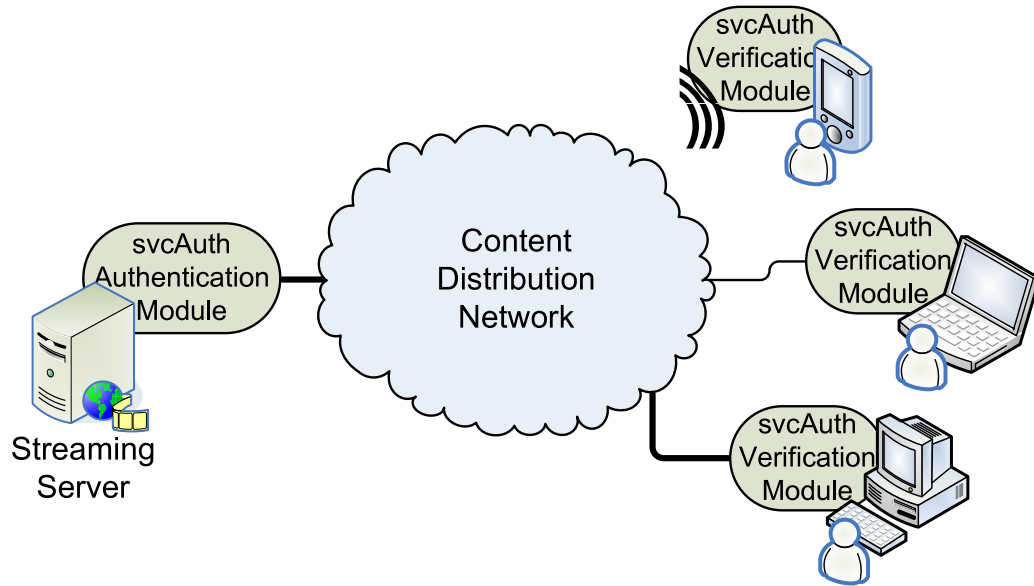 svcAuth
Authentication
Module
Streaming
Server
Content
Distribution
Network
svcAuth
Verification
Module
svcAuth
Verification
Module
svcAuth
Verification
Module